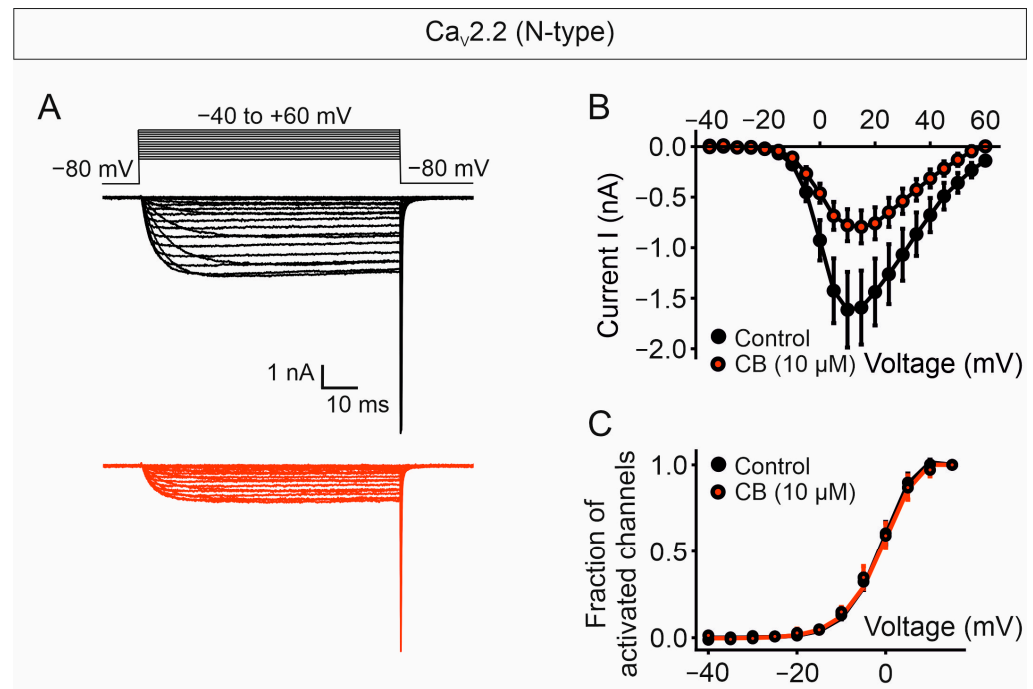 Cav2.2 (N-type)
A
−40 to +60 mV
−80 mV
−80 mV
1 nA
10 ms
B
−40 −20 0 20 40 60
0.0
−0.5
−1.0
−1.5
−2.0
Current I (nA)
Control
CB (10 µM)
Voltage (mV)
C
1.0
0.5
0.0
Fraction of
activated channels
Control
CB (10 µM)
Voltage (mV)
−40 −20 0